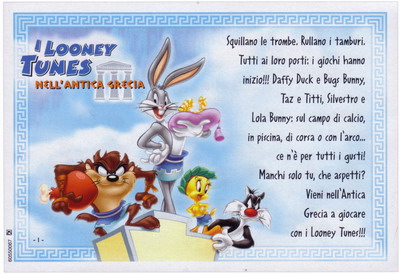 I LOONEY
TUNES
NELL'ANTICA GRECIA
Squillano le trombe. Rullano i tamburi.
Tutti ai loro posti: i giochi hanno
inizio!!! Daffy Duck e Bugs Bunny,
Taz e Titti, Silvertro e
Lola Bunny: sul campo di calcio,
in piscina, di corsa o con l'arco...
ce n'è per tutti i gusti!
Manchi solo tu, che aspetti?
Vieni nell'Antica
Grecia a giocare
con i Looney Tunes!!!
- 1 -